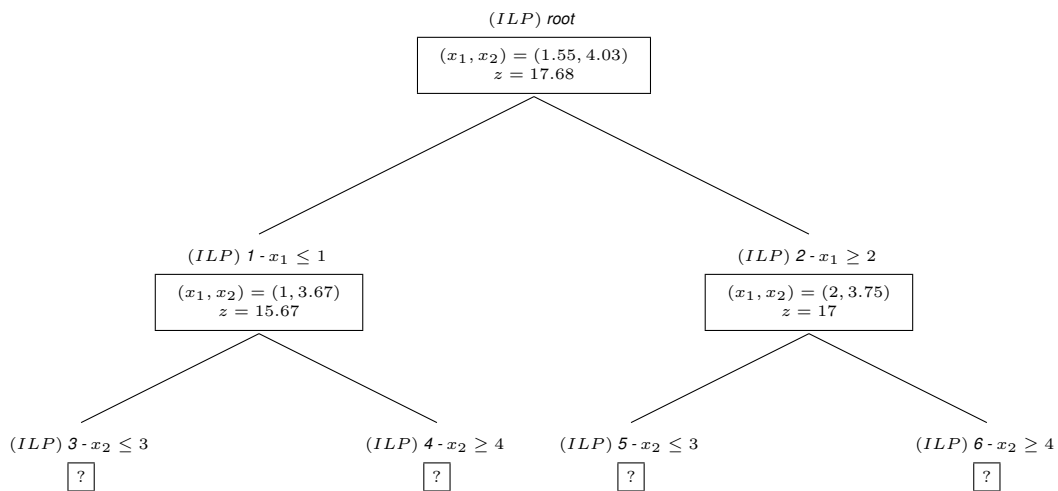 (ILP) root
(x₁, x₂) = (1.55, 4.03)
z = 17.68
(ILP) 1 - x₁ ≤ 1
(x₁, x₂) = (1, 3.67)
z = 15.67
(ILP) 2 - x₁ ≥ 2
(x₁, x₂) = (2, 3.75)
z = 17
(ILP) 3 - x₂ ≤ 3
?
(ILP) 4 - x₂ ≥ 4
?
(ILP) 5 - x₂ ≤ 3
?
(ILP) 6 - x₂ ≥ 4
?